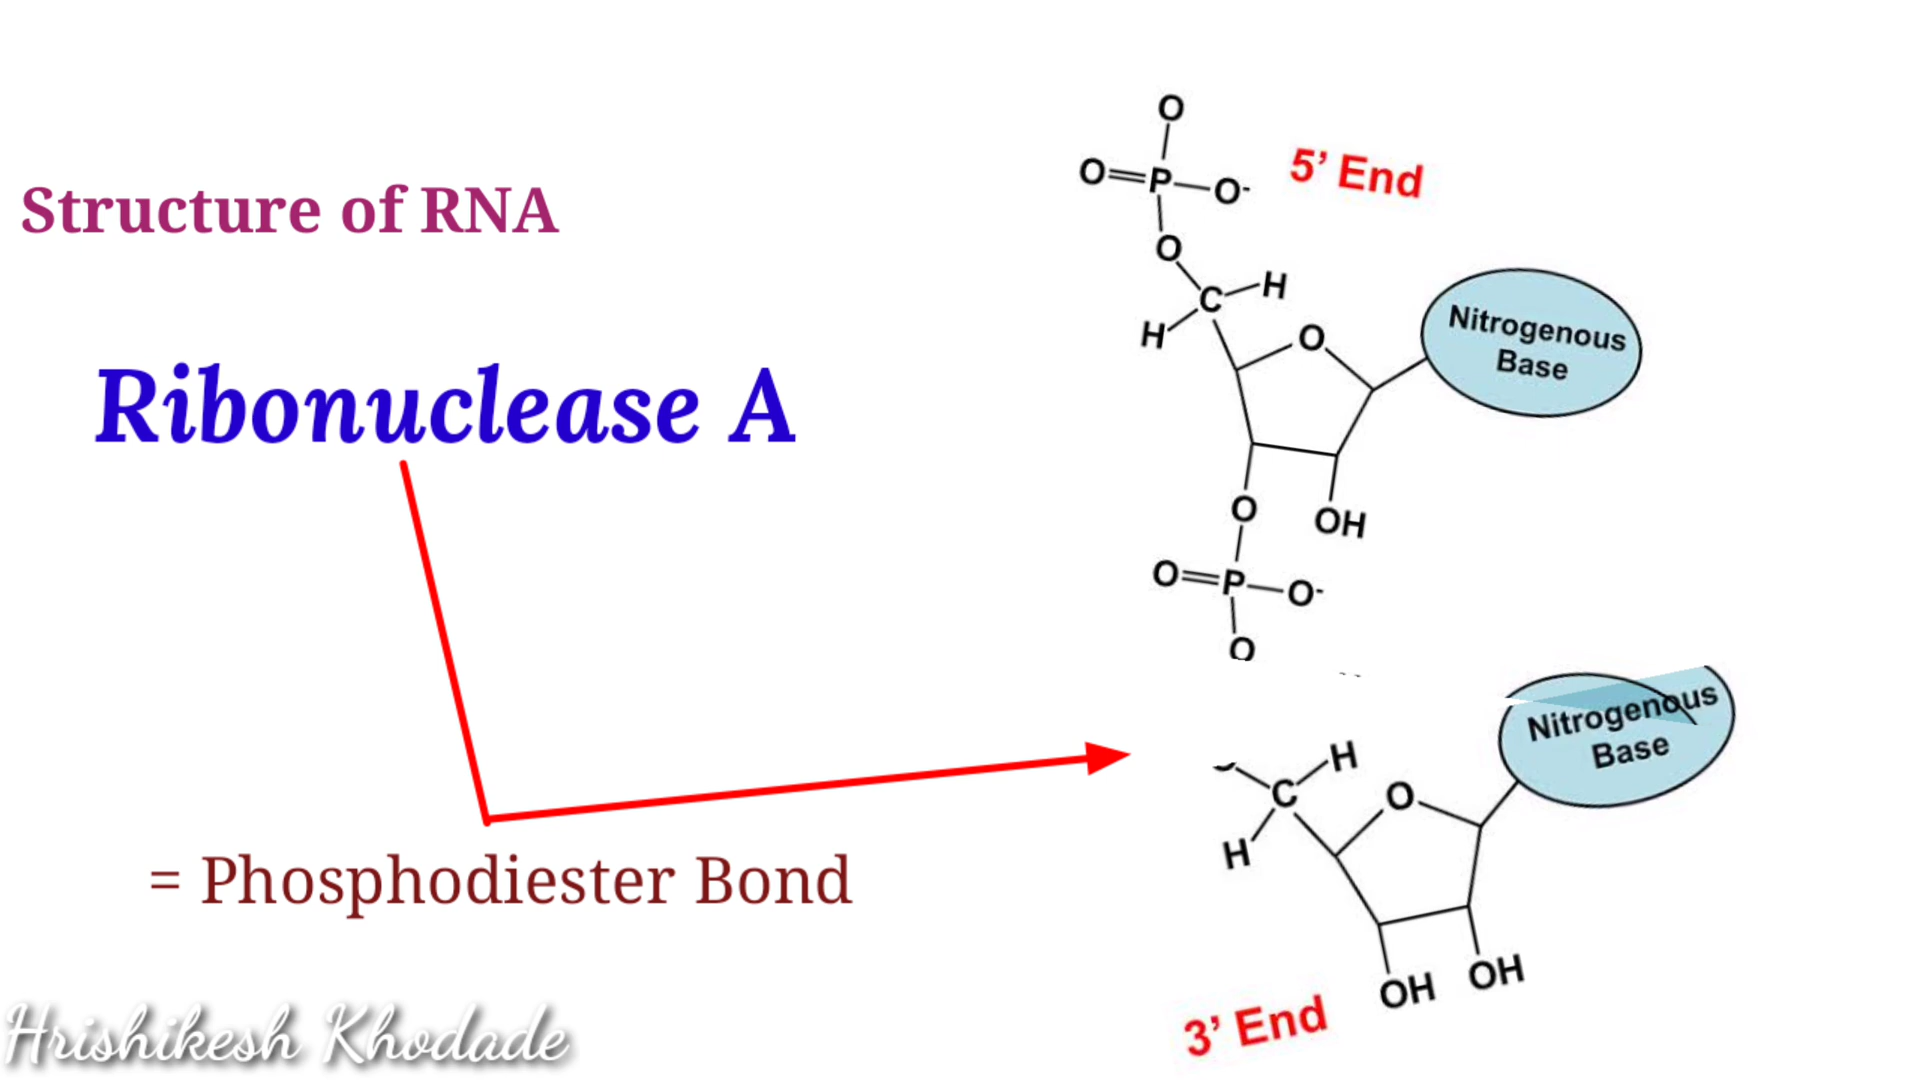 Structure of RNA
Ribonuclease A
= Phosphodiester Bond
Hrishikesh Khodade
O
O=P—O-
5' End
O
C H
H
O
Nitrogenous
Base
O OH
O=P—O-
O
Nitrogenous
Base
H
C O
H
OH OH
3' End